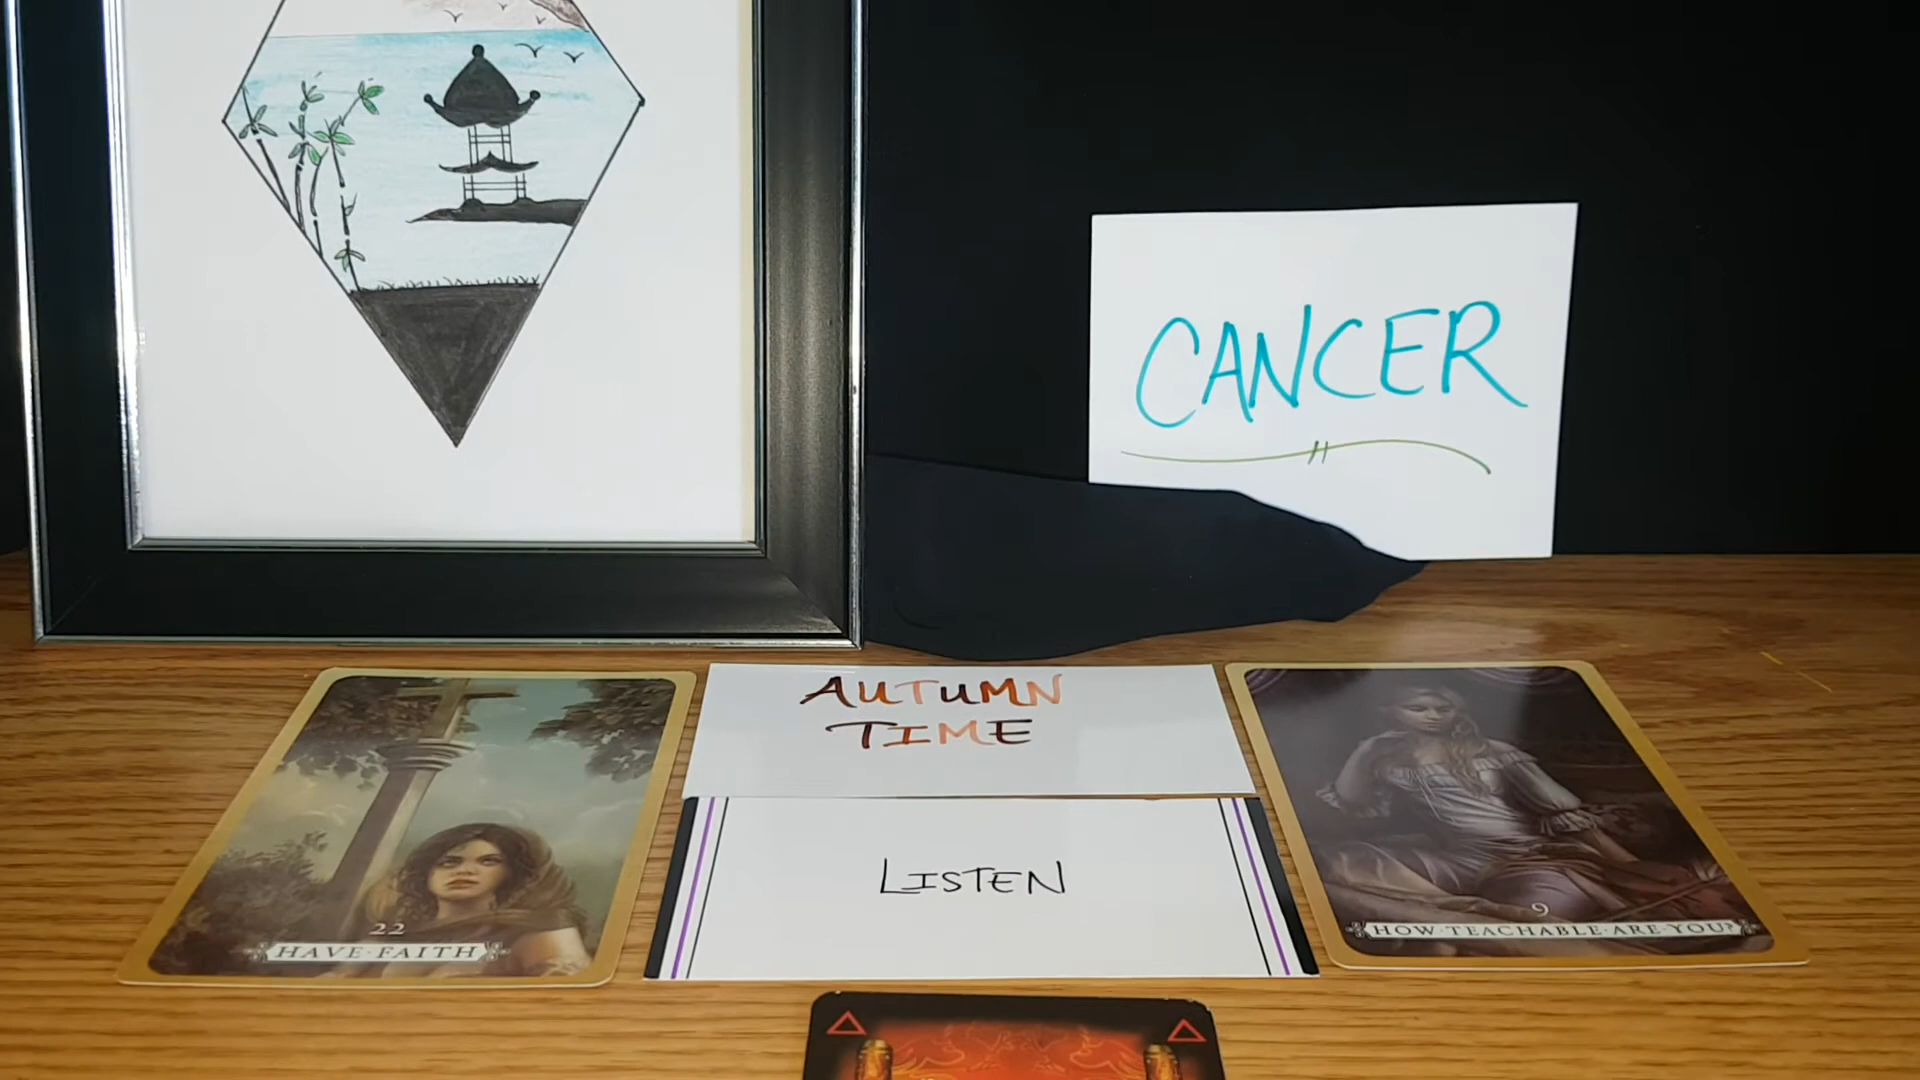 CANCER
AUTUMN
TIME
LISTEN
22
HAVE·FAITH
9
HOW·TEACHABLE·ARE·YOU?